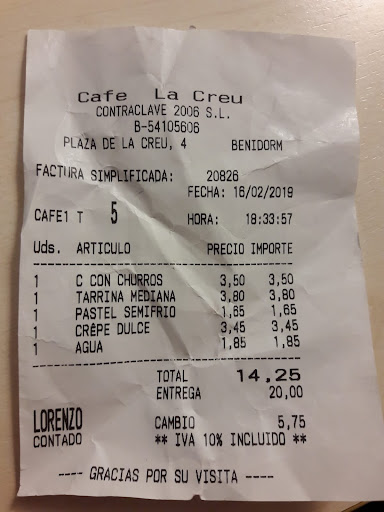 Cafe La Creu
CONTRACLAVE 2006 S.L.
B-54105606
PLAZA DE LA CREU, 4 BENIDORM
FACTURA SIMPLIFICADA: 20826
FECHA: 16/02/2019
CAFE1 T 5 HORA: 18:33:57
Uds. ARTICULO PRECIO IMPORTE
1 C CON CHURROS 3,50 3,50
1 TARRINA MEDIANA 3,80 3,80
1 PASTEL SEMIFRIO 1,65 1,65
1 CRÊPE DULCE 3,45 3,45
1 AGUA 1,85 1,85
TOTAL 14,25
ENTREGA 20,00
LORENZO CAMBIO 5,75
CONTADO ** IVA 10% INCLUIDO **
---- GRACIAS POR SU VISITA ----